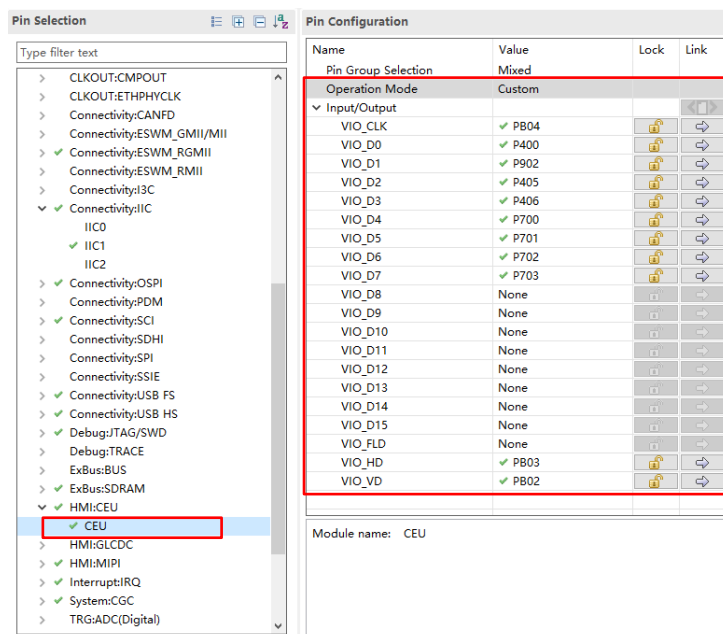 Pin Selection
Type filter text
CLKOUT:CMPOUT
CLKOUT:ETHPHYCLK
Connectivity:CANFD
Connectivity:ESWM_GMII/MII
Connectivity:ESWM_RGMII
Connectivity:ESWM_RMII
Connectivity:I3C
Connectivity:IIC
IIC0
IIC1
IIC2
Connectivity:OSPI
Connectivity:PDM
Connectivity:SCI
Connectivity:SDHI
Connectivity:SPI
Connectivity:SSIE
Connectivity:USB FS
Connectivity:USB HS
Debug:JTAG/SWD
Debug:TRACE
ExBus:BUS
ExBus:SDRAM
HMI:CEU
CEU
HMI:GLCDC
HMI:MIPI
Interrupt:IRQ
System:CGC
TRG:ADC(Digital)
Pin Configuration
Name Value Lock Link
Pin Group Selection Mixed
Operation Mode Custom
Input/Output
VIO_CLK PB04
VIO_D0 P400
VIO_D1 P902
VIO_D2 P405
VIO_D3 P406
VIO_D4 P700
VIO_D5 P701
VIO_D6 P702
VIO_D7 P703
VIO_D8 None
VIO_D9 None
VIO_D10 None
VIO_D11 None
VIO_D12 None
VIO_D13 None
VIO_D14 None
VIO_D15 None
VIO_FLD None
VIO_HD PB03
VIO_VD PB02
Module name: CEU